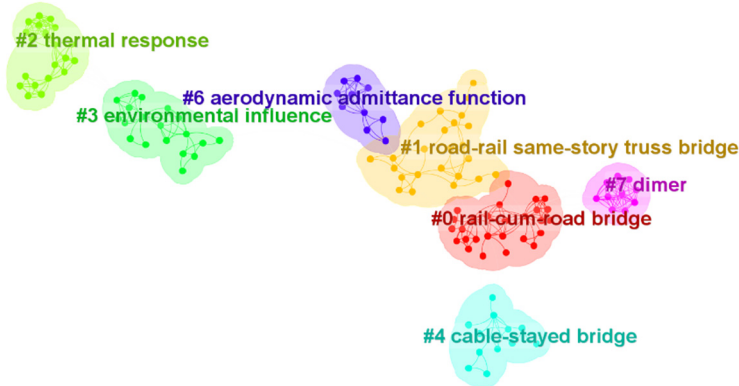 #2 thermal response
#6 aerodynamic admittance function
#3 environmental influence
#1 road-rail same-story truss bridge
#7 dimer
#0 rail-cum-road bridge
#4 cable-stayed bridge